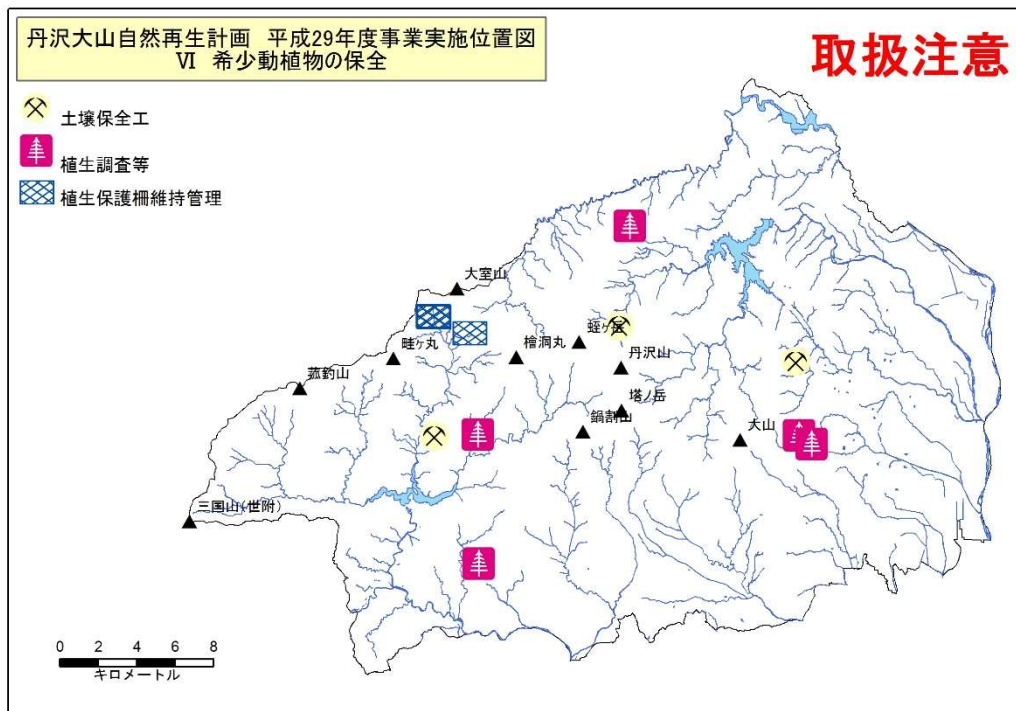 丹沢大山自然再生計画 平成29年度事業実施位置図
Ⅵ 希少動植物の保全
取扱注意
土壌保全工
植生調査等
植生保護柵維持管理
大室山
畦ヶ丸
檜洞丸
蛭ヶ岳
丹沢山
菰釣山
塔ノ岳
鍋割山
大山
三国山(世附)
0 2 4 6 8
キロメートル